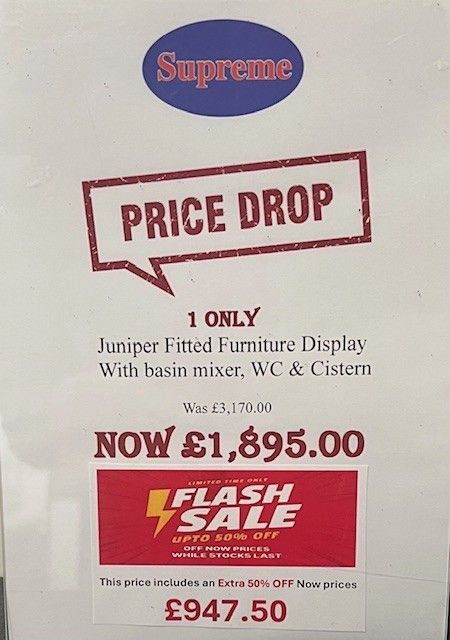 Supreme
PRICE DROP
1 ONLY
Juniper Fitted Furniture Display
With basin mixer, WC & Cistern
Was £3,170.00
NOW £1,895.00
LIMITED TIME ONLY
FLASH
SALE
UPTO 50% OFF
OFF NOW PRICES
WHILE STOCKS LAST
This price includes an Extra 50% OFF Now prices
£947.50